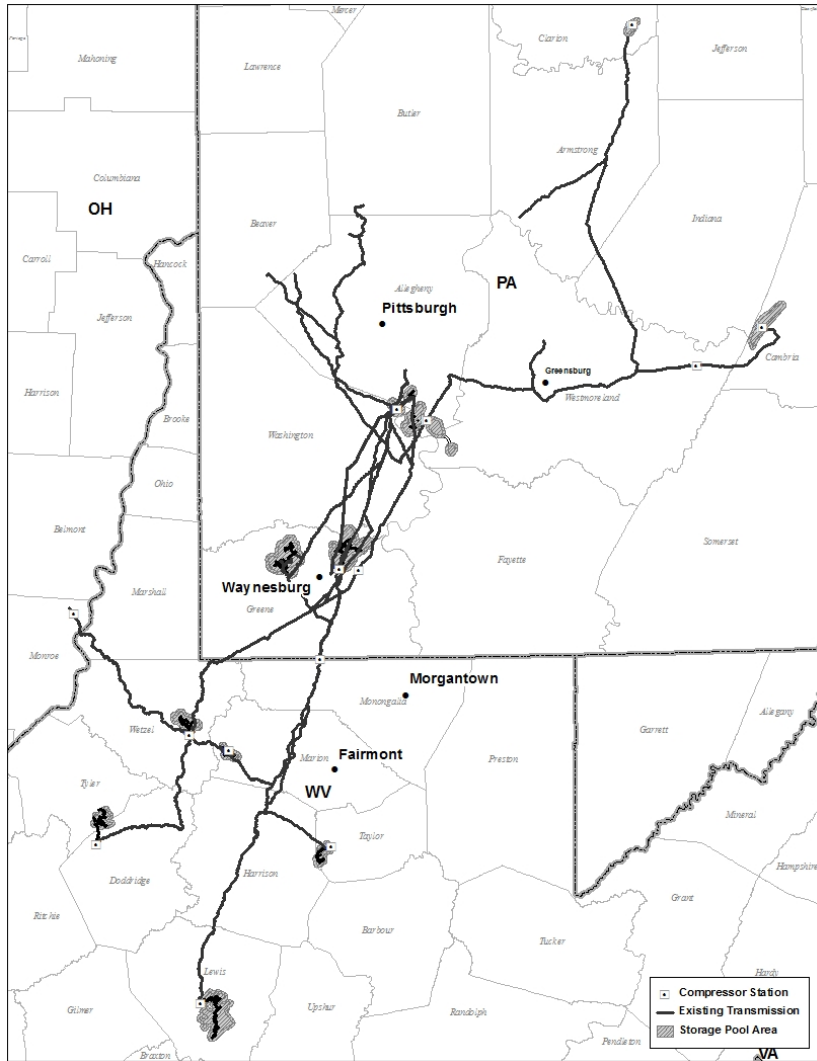 Mercer
Mahoning
Lawrence
Butler
Clarion
Jefferson
Columbiana
OH
Beaver
Armstrong
Indiana
Carroll
Hancock
Jefferson
Allegheny
PA
Pittsburgh
Greensburg
Westmoreland
Cambria
Harrison
Brooke
Washington
Ohio
Belmont
Marshall
Waynesburg
Greene
Fayette
Somerset
Monroe
Morgantown
Monongalia
Wetzel
Marion
Fairmont
WV
Preston
Garrett
Allegany
Tyler
Taylor
Mineral
Doddridge
Harrison
Hampshire
Ritchie
Barbour
Grant
Tucker
Lewis
Hardy
Gilmer
Upshur
Randolph
Braxton
Pendleton
Compressor Station
Existing Transmission
Storage Pool Area
VA